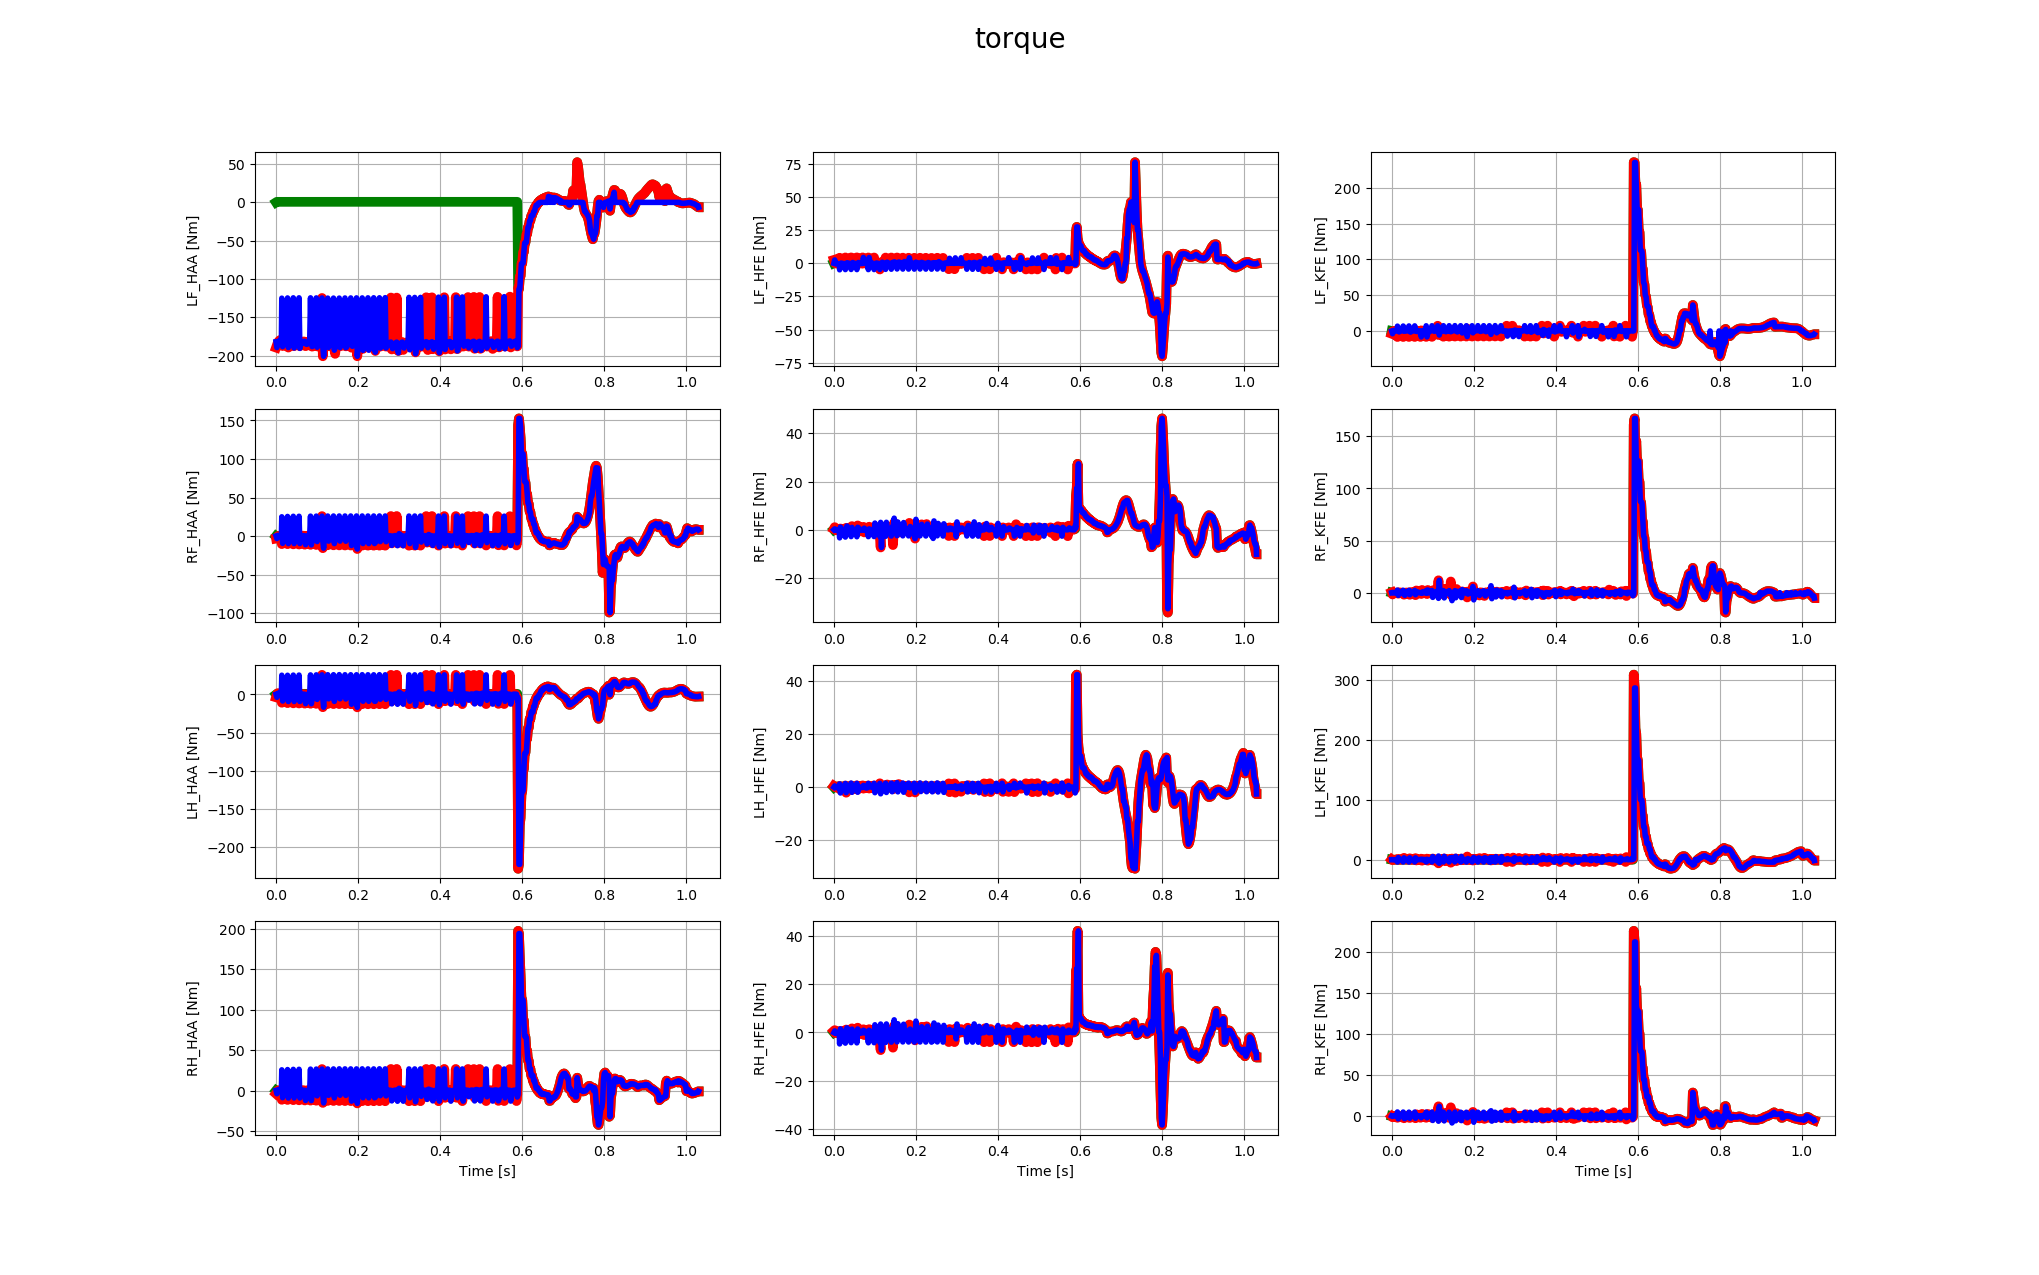 torque
LF_HAA [Nm]
50
0
−50
−100
−150
−200
0.0 0.2 0.4 0.6 0.8 1.0
LF_HFE [Nm]
75
50
25
0
−25
−50
−75
0.0 0.2 0.4 0.6 0.8 1.0
LF_KFE [Nm]
200
150
100
50
0
0.0 0.2 0.4 0.6 0.8 1.0
RF_HAA [Nm]
150
100
50
0
−50
−100
0.0 0.2 0.4 0.6 0.8 1.0
RF_HFE [Nm]
40
20
0
−20
0.0 0.2 0.4 0.6 0.8 1.0
RF_KFE [Nm]
150
100
50
0
0.0 0.2 0.4 0.6 0.8 1.0
LH_HAA [Nm]
0
−50
−100
−150
−200
0.0 0.2 0.4 0.6 0.8 1.0
LH_HFE [Nm]
40
20
0
−20
0.0 0.2 0.4 0.6 0.8 1.0
LH_KFE [Nm]
300
200
100
0
0.0 0.2 0.4 0.6 0.8 1.0
RH_HAA [Nm]
200
150
100
50
0
−50
0.0 0.2 0.4 0.6 0.8 1.0
Time [s]
RH_HFE [Nm]
40
20
0
−20
−40
0.0 0.2 0.4 0.6 0.8 1.0
Time [s]
RH_KFE [Nm]
200
150
100
50
0
0.0 0.2 0.4 0.6 0.8 1.0
Time [s]